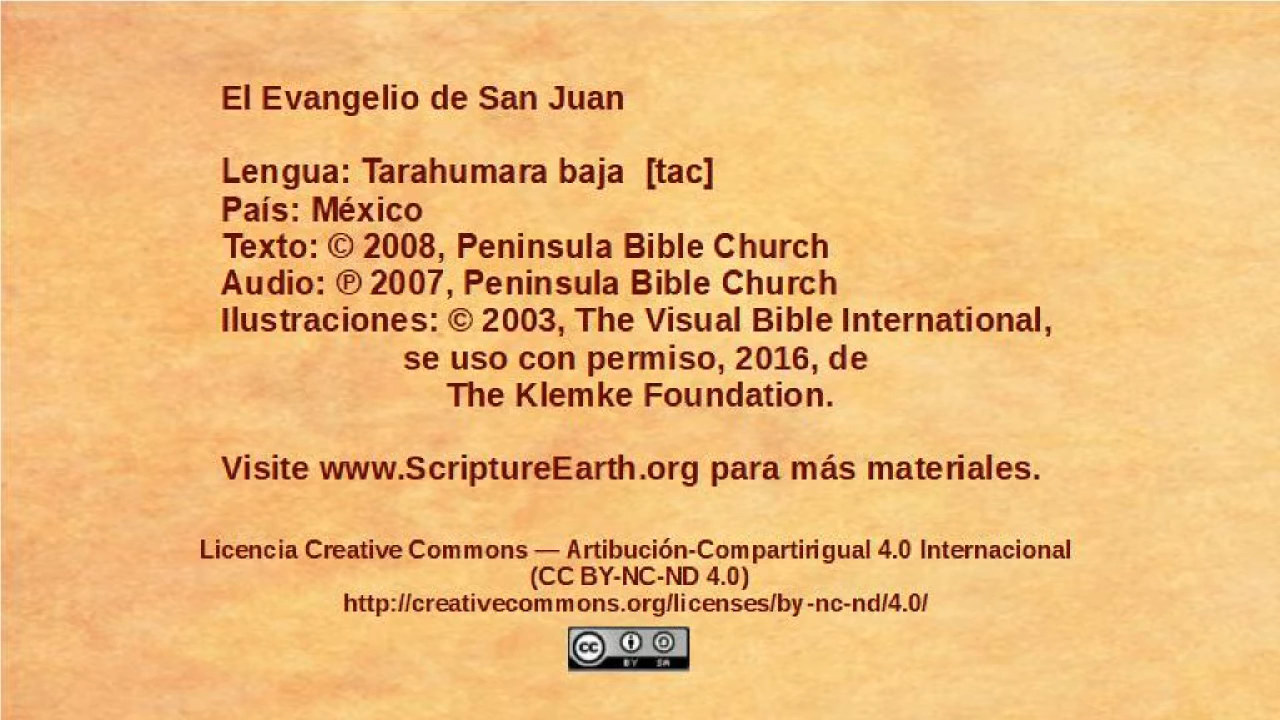 El Evangelio de San Juan
Lengua: Tarahumara baja [tac]
País: México
Texto: © 2008, Peninsula Bible Church
Audio: ℗ 2007, Peninsula Bible Church
Ilustraciones: © 2003, The Visual Bible International,
se uso con permiso, 2016, de
The Klemke Foundation.
Visite www.ScriptureEarth.org para más materiales.
Licencia Creative Commons — Artibución-Compartirigual 4.0 Internacional
(CC BY-NC-ND 4.0)
http://creativecommons.org/licenses/by-nc-nd/4.0/
cc BY SA